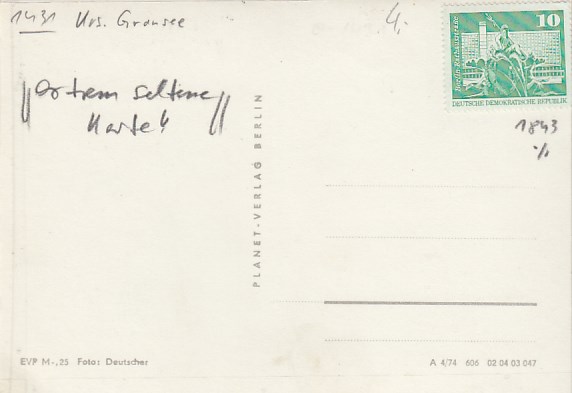 1431 Krs. Gransee
4,-
10
Berlin-Rathausstrasse
DEUTSCHE DEMOKRATISCHE REPUBLIK
"Extrem seltene
Karte"
1843
·/.
PLANET-VERLAG BERLIN
EVP M -,25 Foto: Deutscher
A 4/74 606 02 04 03 047